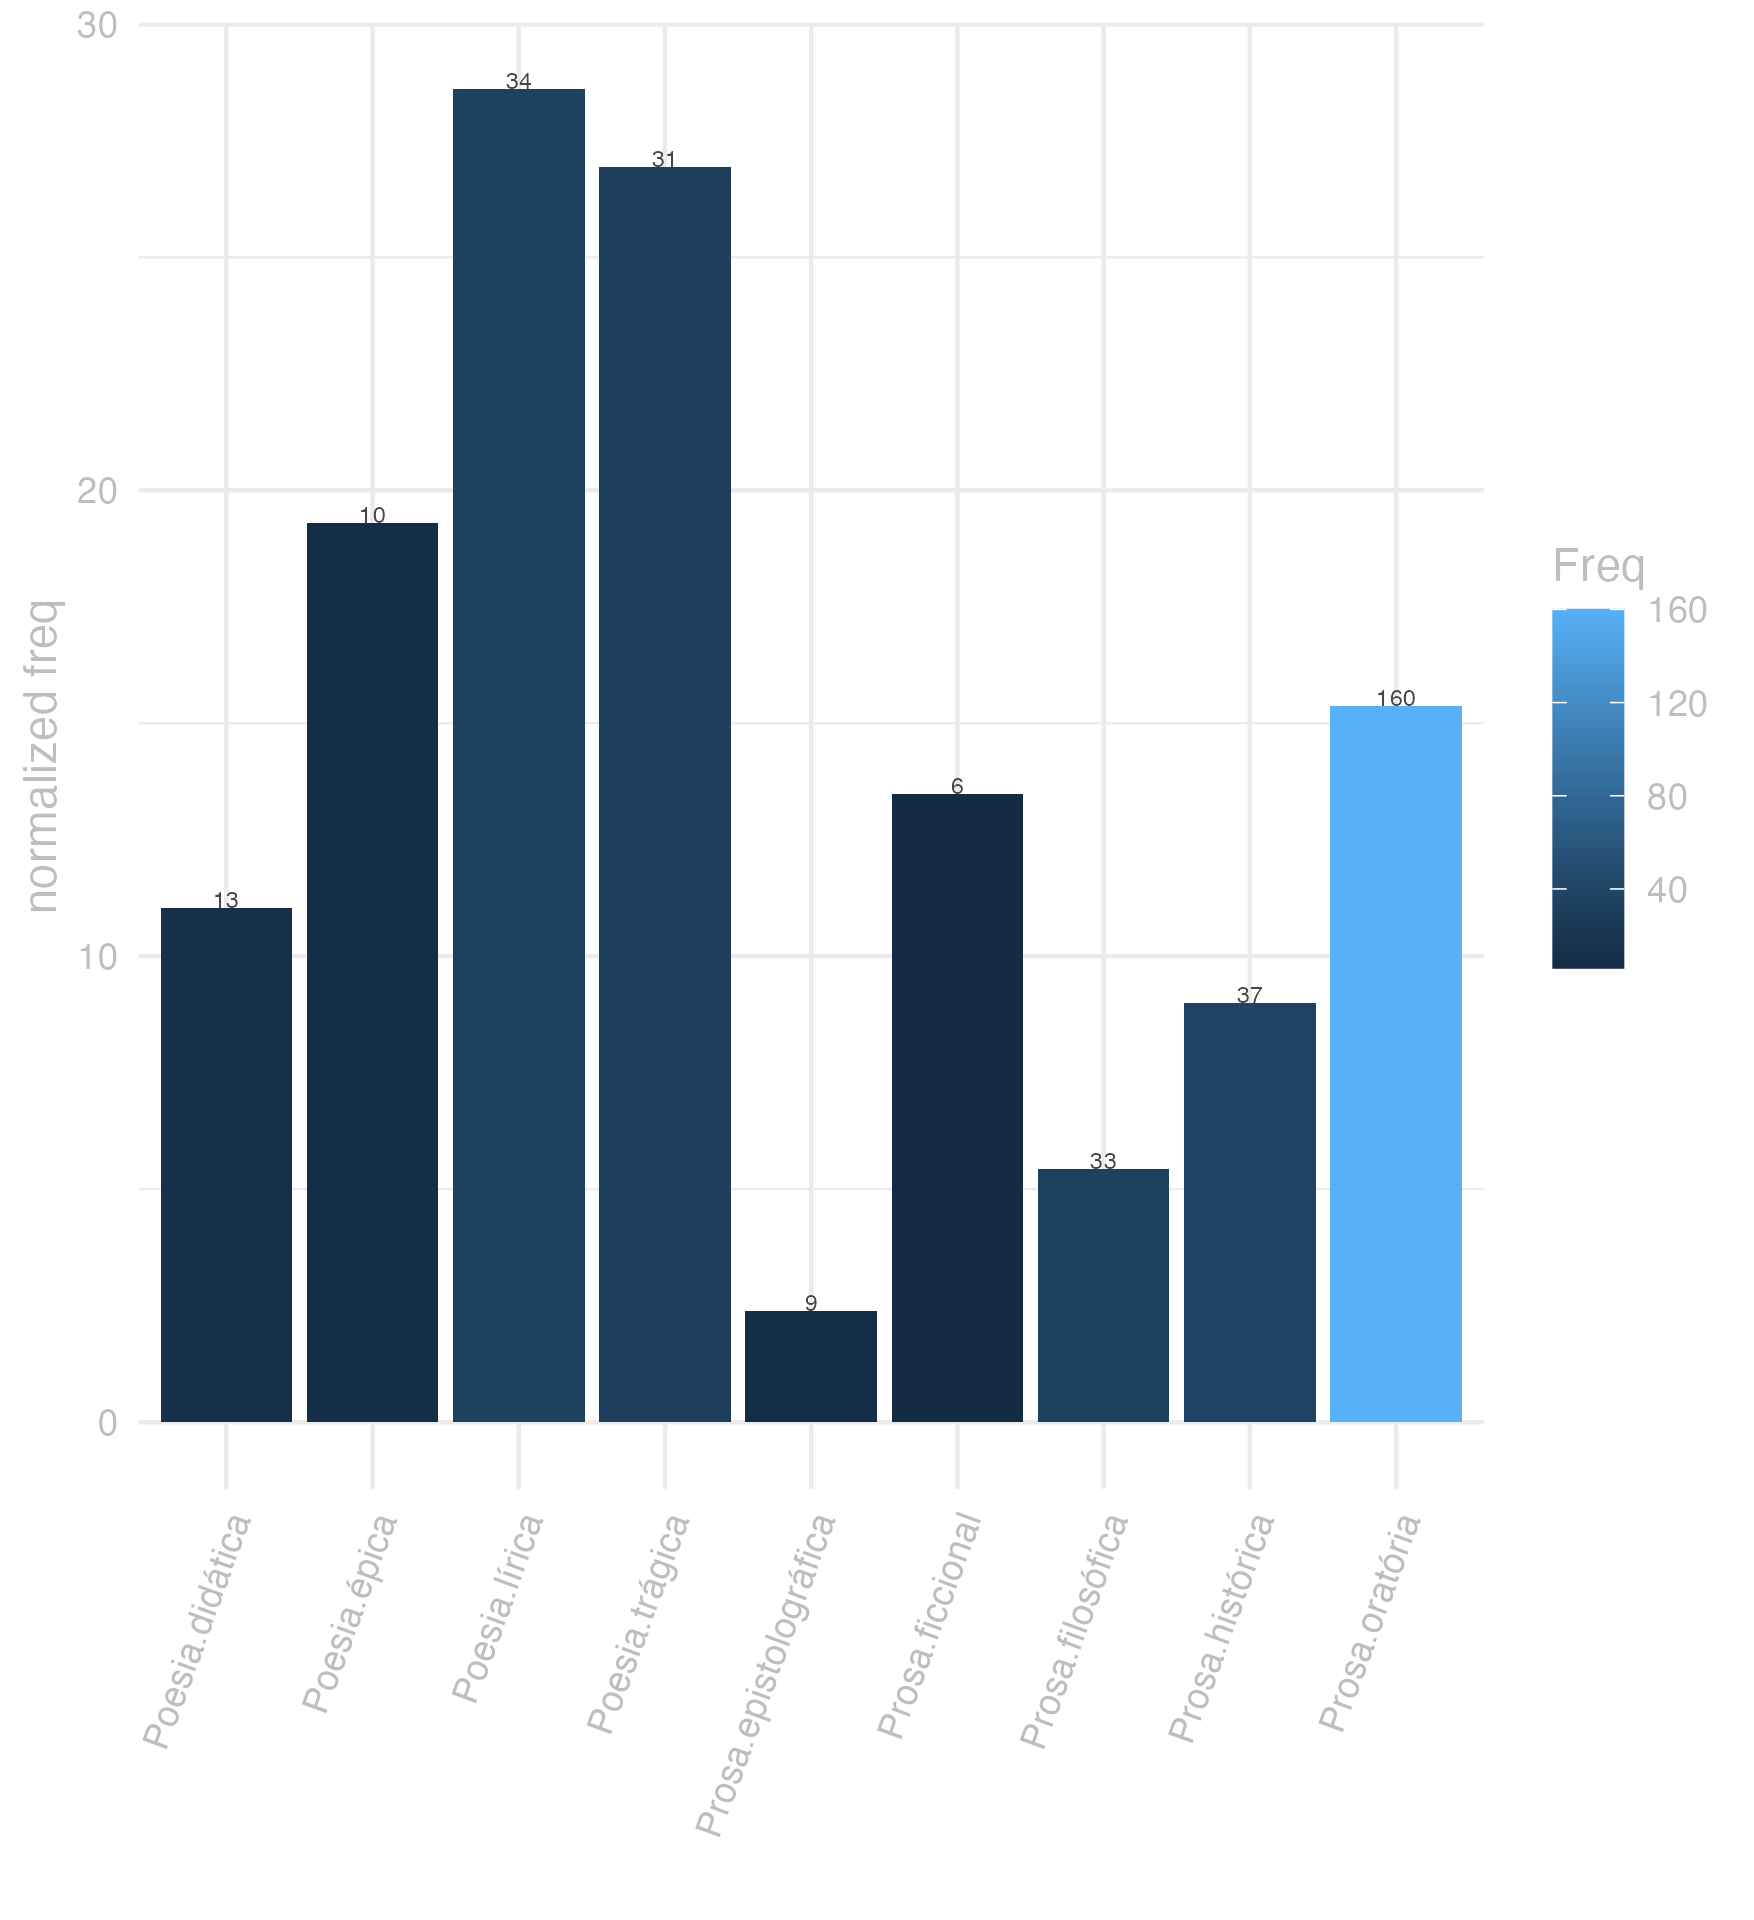 30
20
10
0
normalized freq
34
31
10
160
6
13
37
33
9
Freq
160
120
80
40
Poesia.didática
Poesia.épica
Poesia.lírica
Poesia.trágica
Prosa.epistolográfica
Prosa.ficcional
Prosa.filosófica
Prosa.histórica
Prosa.oratória